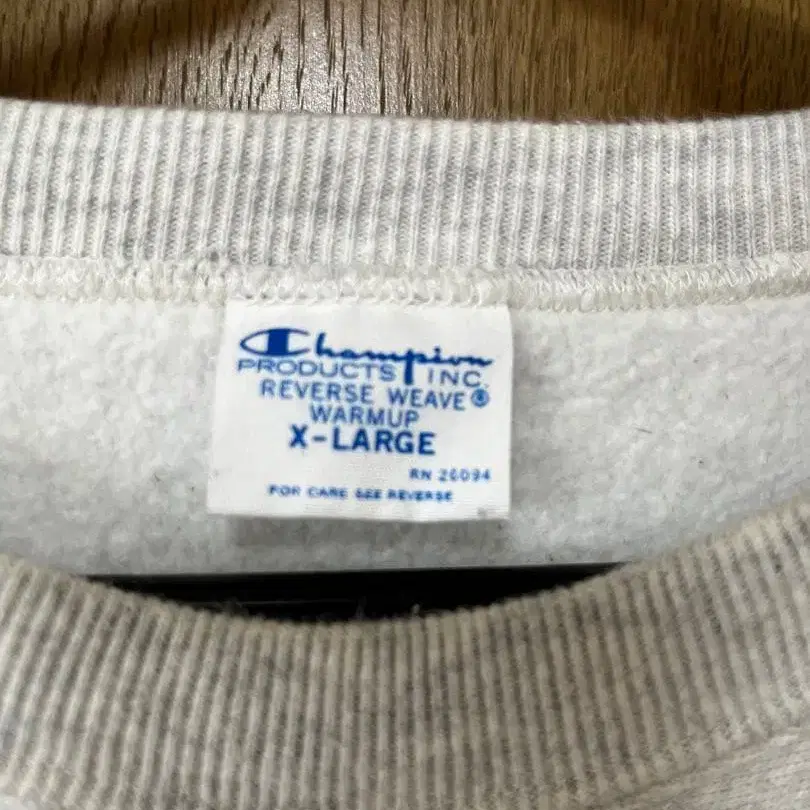 Champion
PRODUCTS INC.
REVERSE WEAVE®
WARMUP
X-LARGE
RN 26094
FOR CARE SEE REVERSE